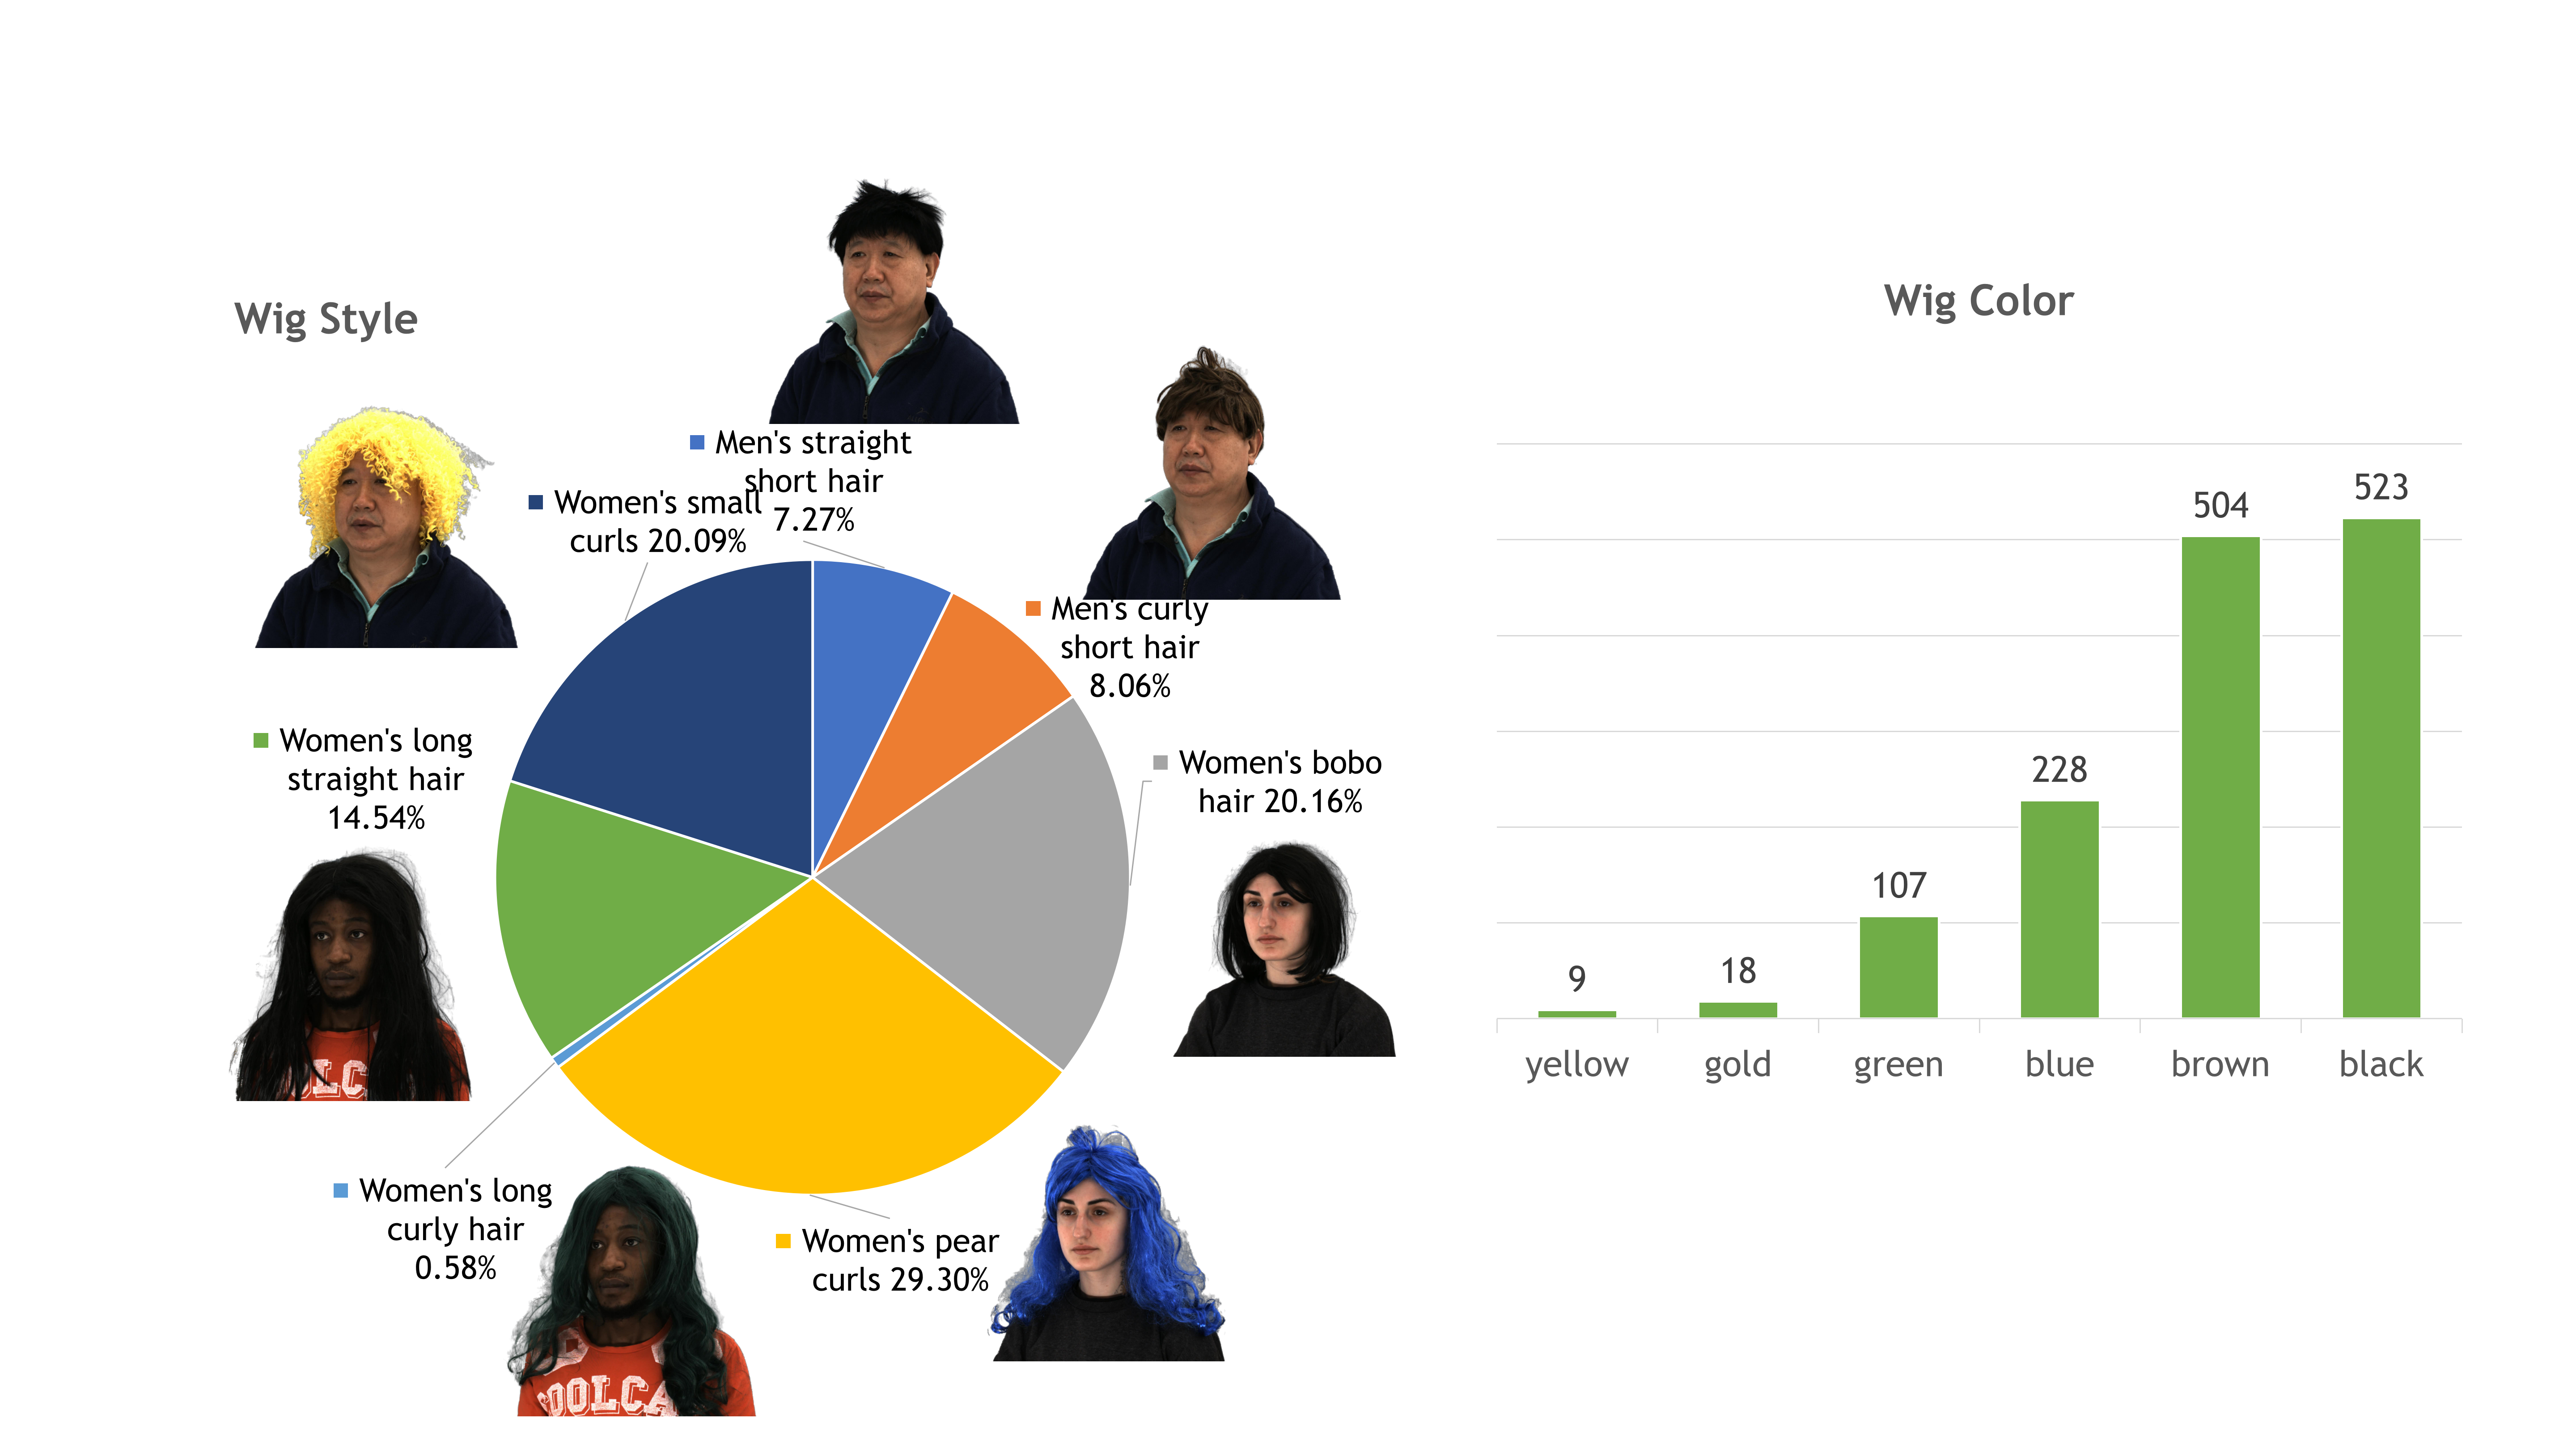 Wig Style
Men's straight
short hair
7.27%
Women's small
curls 20.09%
Men's curly
short hair
8.06%
Women's bobo
hair 20.16%
Women's long
straight hair
14.54%
Women's long
curly hair
0.58%
Women's pear
curls 29.30%
OOLCA
Wig Color
9
18
107
228
504
523
yellow
gold
green
blue
brown
black